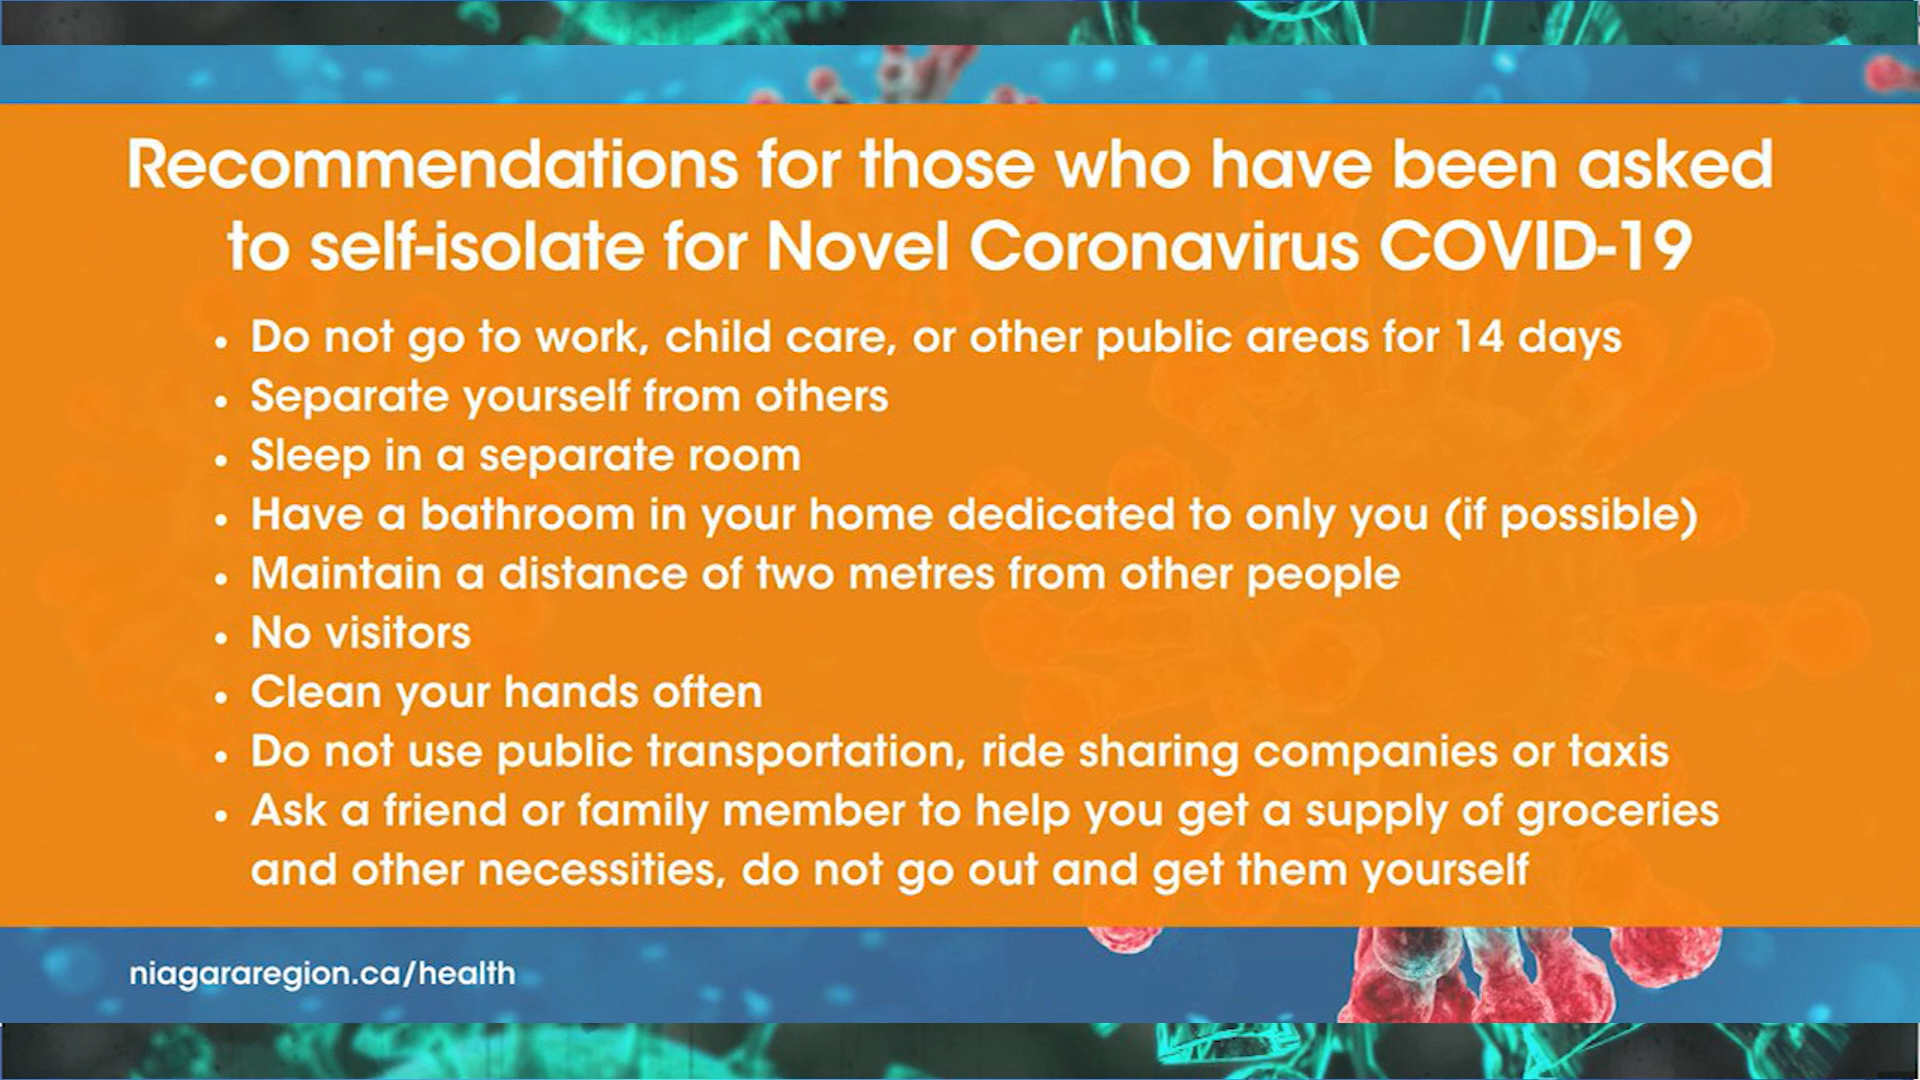 Recommendations for those who have been asked
to self-isolate for Novel Coronavirus COVID-19
• Do not go to work, child care, or other public areas for 14 days
• Separate yourself from others
• Sleep in a separate room
• Have a bathroom in your home dedicated to only you (if possible)
• Maintain a distance of two metres from other people
• No visitors
• Clean your hands often
• Do not use public transportation, ride sharing companies or taxis
• Ask a friend or family member to help you get a supply of groceries
and other necessities, do not go out and get them yourself
niagararegion.ca/health